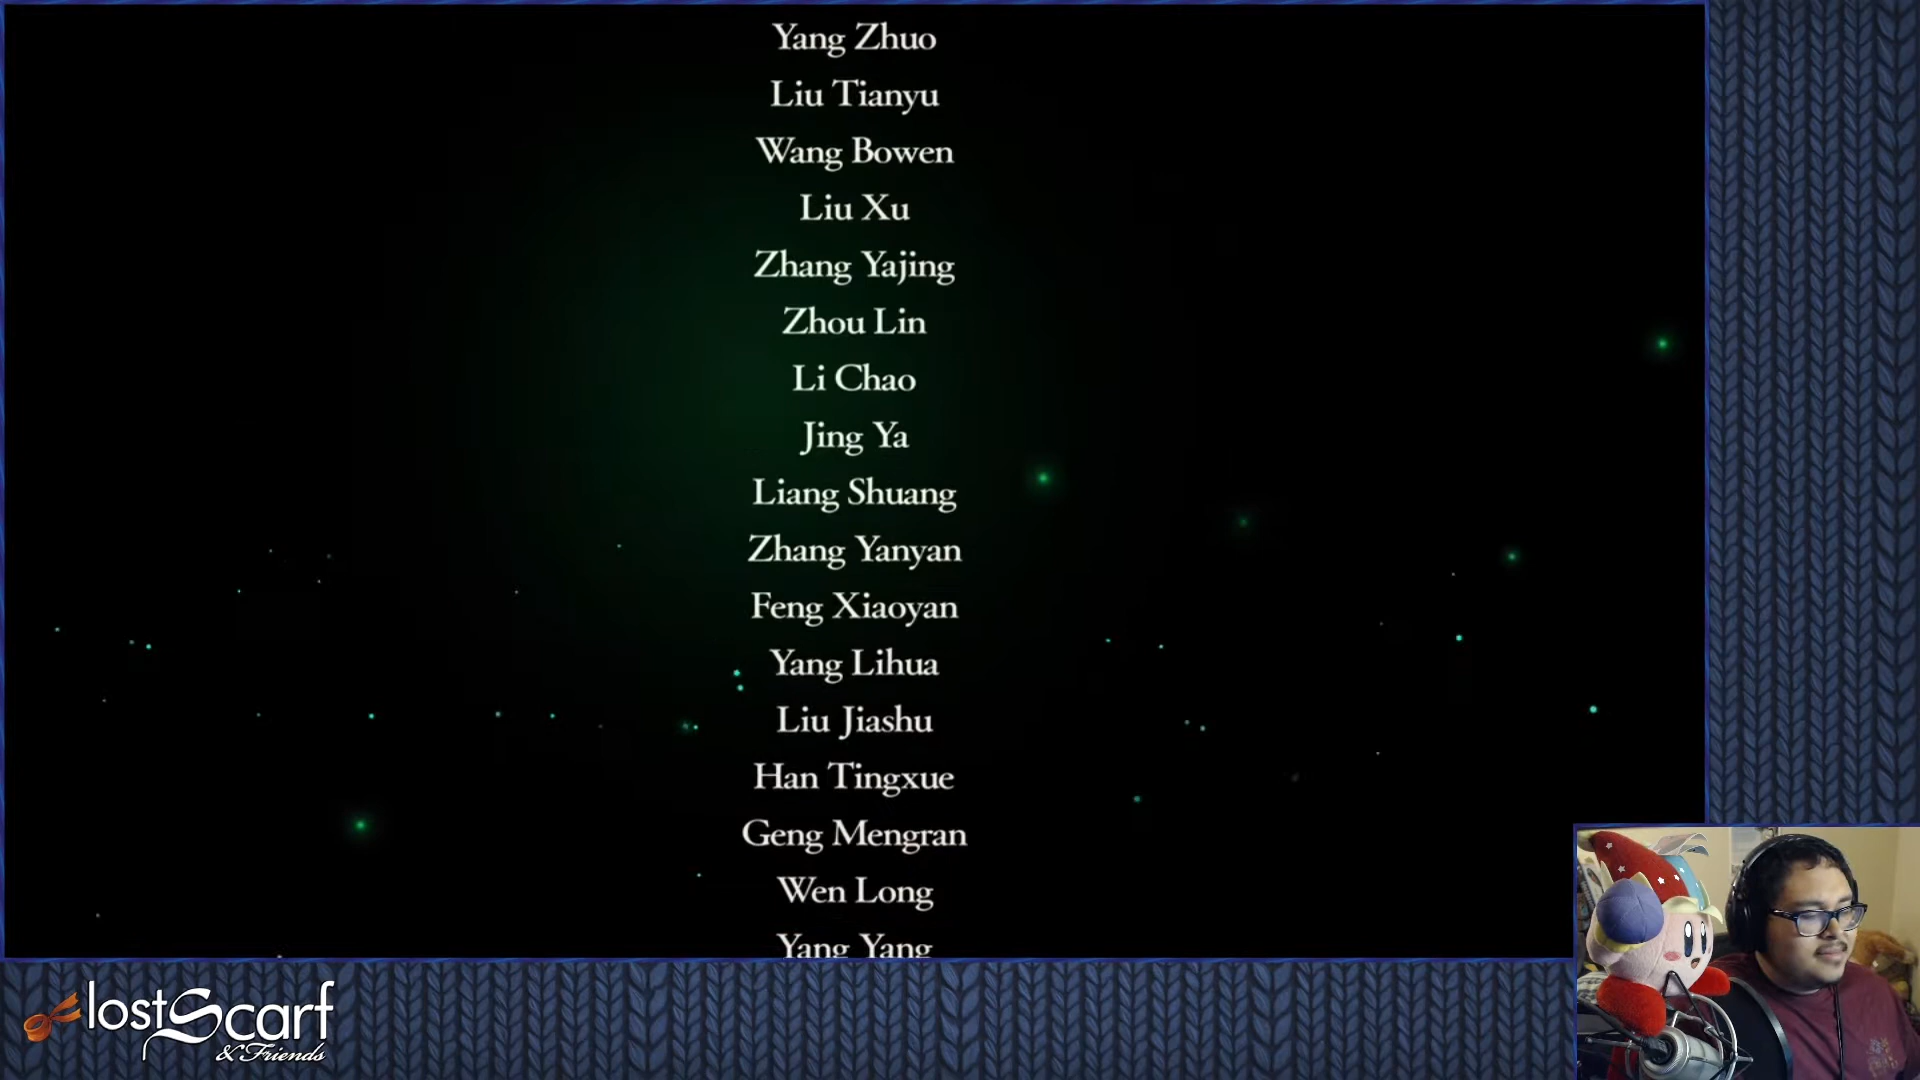 Yang Zhuo
Liu Tianyu
Wang Bowen
Liu Xu
Zhang Yajing
Zhou Lin
Li Chao
Jing Ya
Liang Shuang
Zhang Yanyan
Feng Xiaoyan
Yang Lihua
Liu Jiashu
Han Tingxue
Geng Mengran
Wen Long
Yang Yang
lostScarf
& Friends